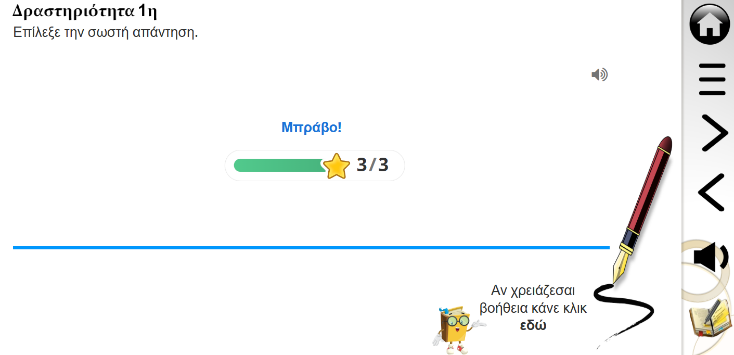 Δραστηριότητα 1η
Επίλεξε την σωστή απάντηση.
Μπράβο!
3/3
Αν χρειάζεσαι
βοήθεια κάνε κλικ
εδώ